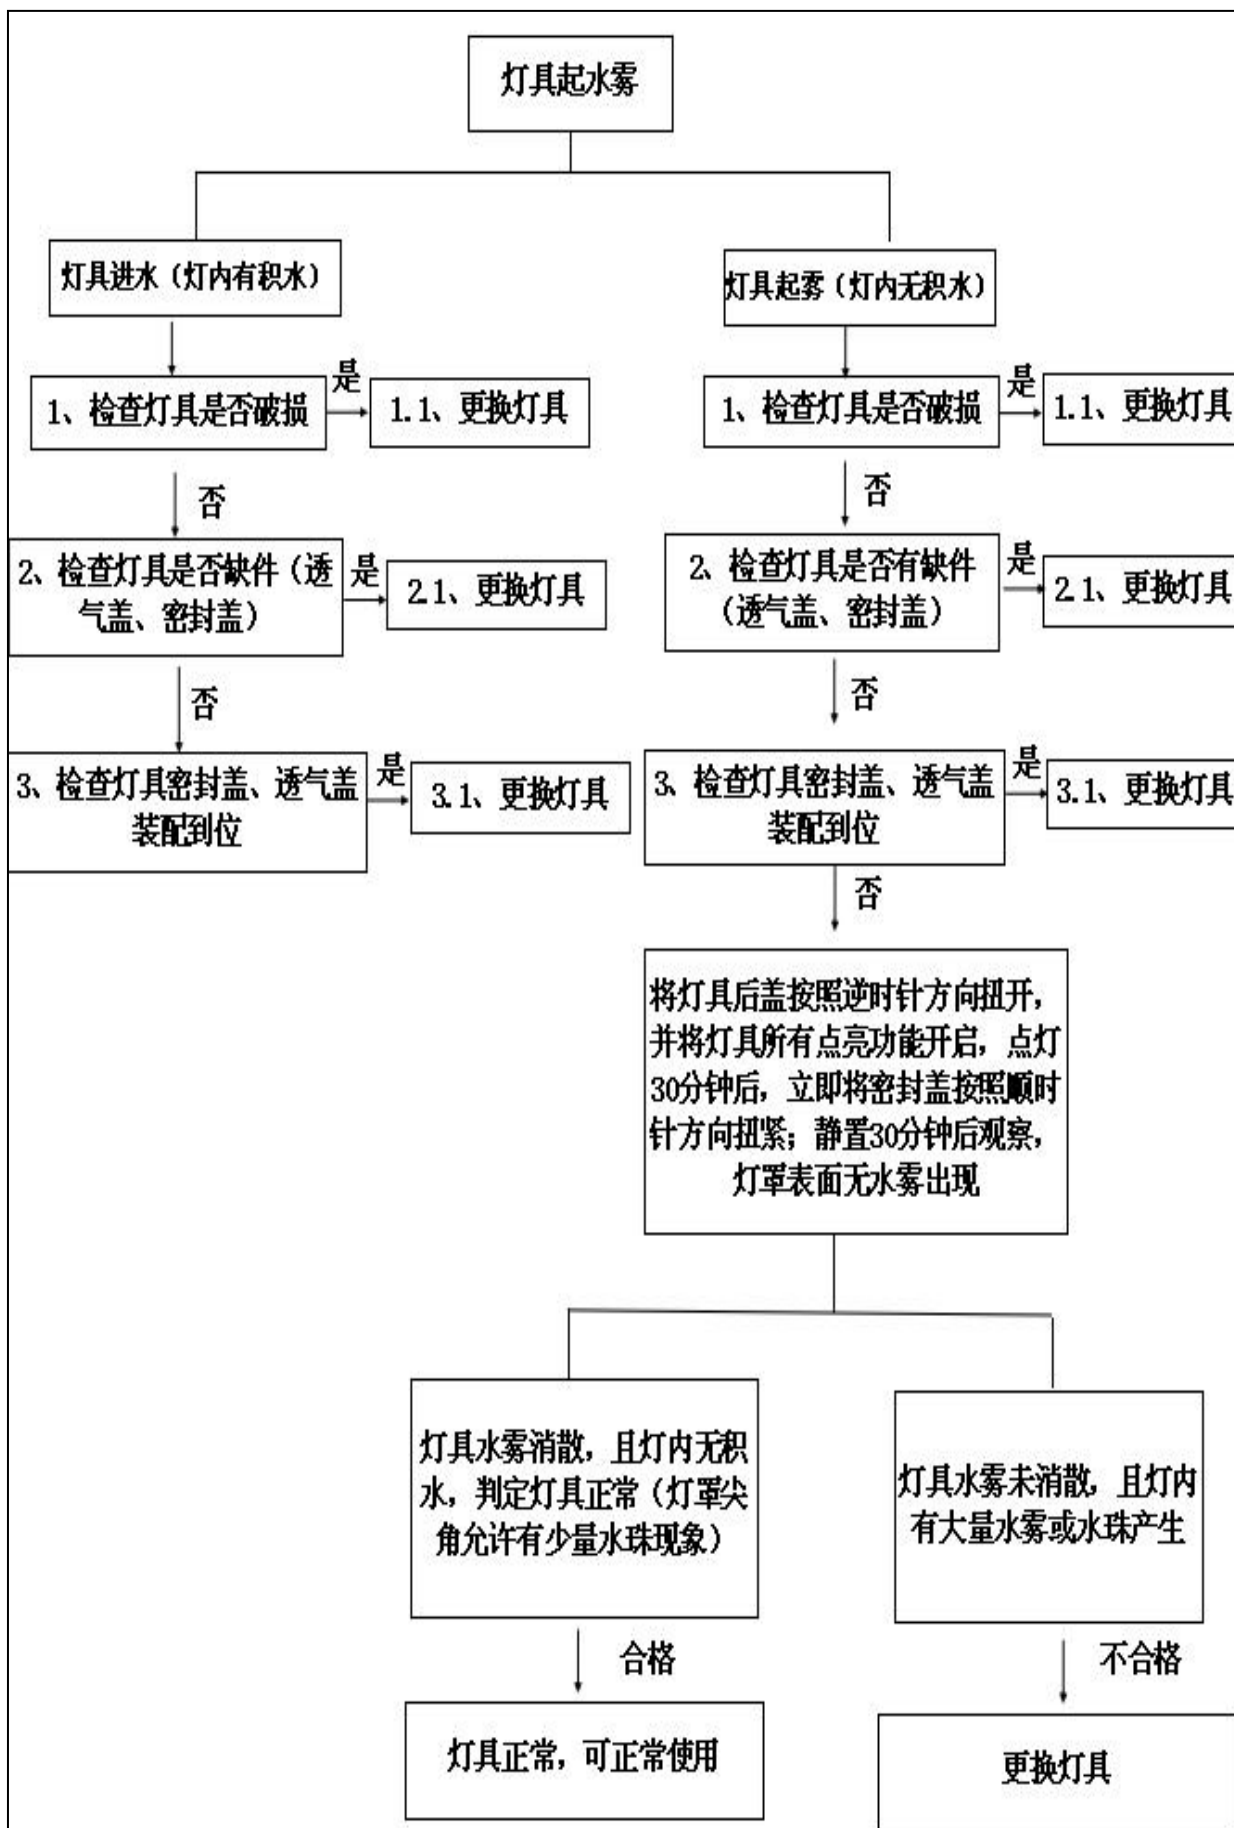 灯具起水雾
灯具进水（灯内有积水）
灯具起雾（灯内无积水）
1、检查灯具是否破损
是
1.1、更换灯具
1、检查灯具是否破损
是
1.1、更换灯具
否
否
2、检查灯具是否缺件（透
气盖、密封盖）
是
2.1、更换灯具
2、检查灯具是否有缺件
（透气盖、密封盖）
是
2.1、更换灯具
否
否
3、检查灯具密封盖、透气盖
装配到位
是
3.1、更换灯具
3、检查灯具密封盖、透气盖
装配到位
是
3.1、更换灯具
否
将灯具后盖按照逆时针方向扭开，
并将灯具所有点亮功能开启，点灯
30分钟后，立即将密封盖按照顺时
针方向扭紧；静置30分钟后观察，
灯罩表面无水雾出现
灯具水雾消散，且灯内无积
水，判定灯具正常（灯罩尖
角允许有少量水珠现象）
灯具水雾未消散，且灯内
有大量水雾或水珠产生
合格
不合格
灯具正常，可正常使用
更换灯具